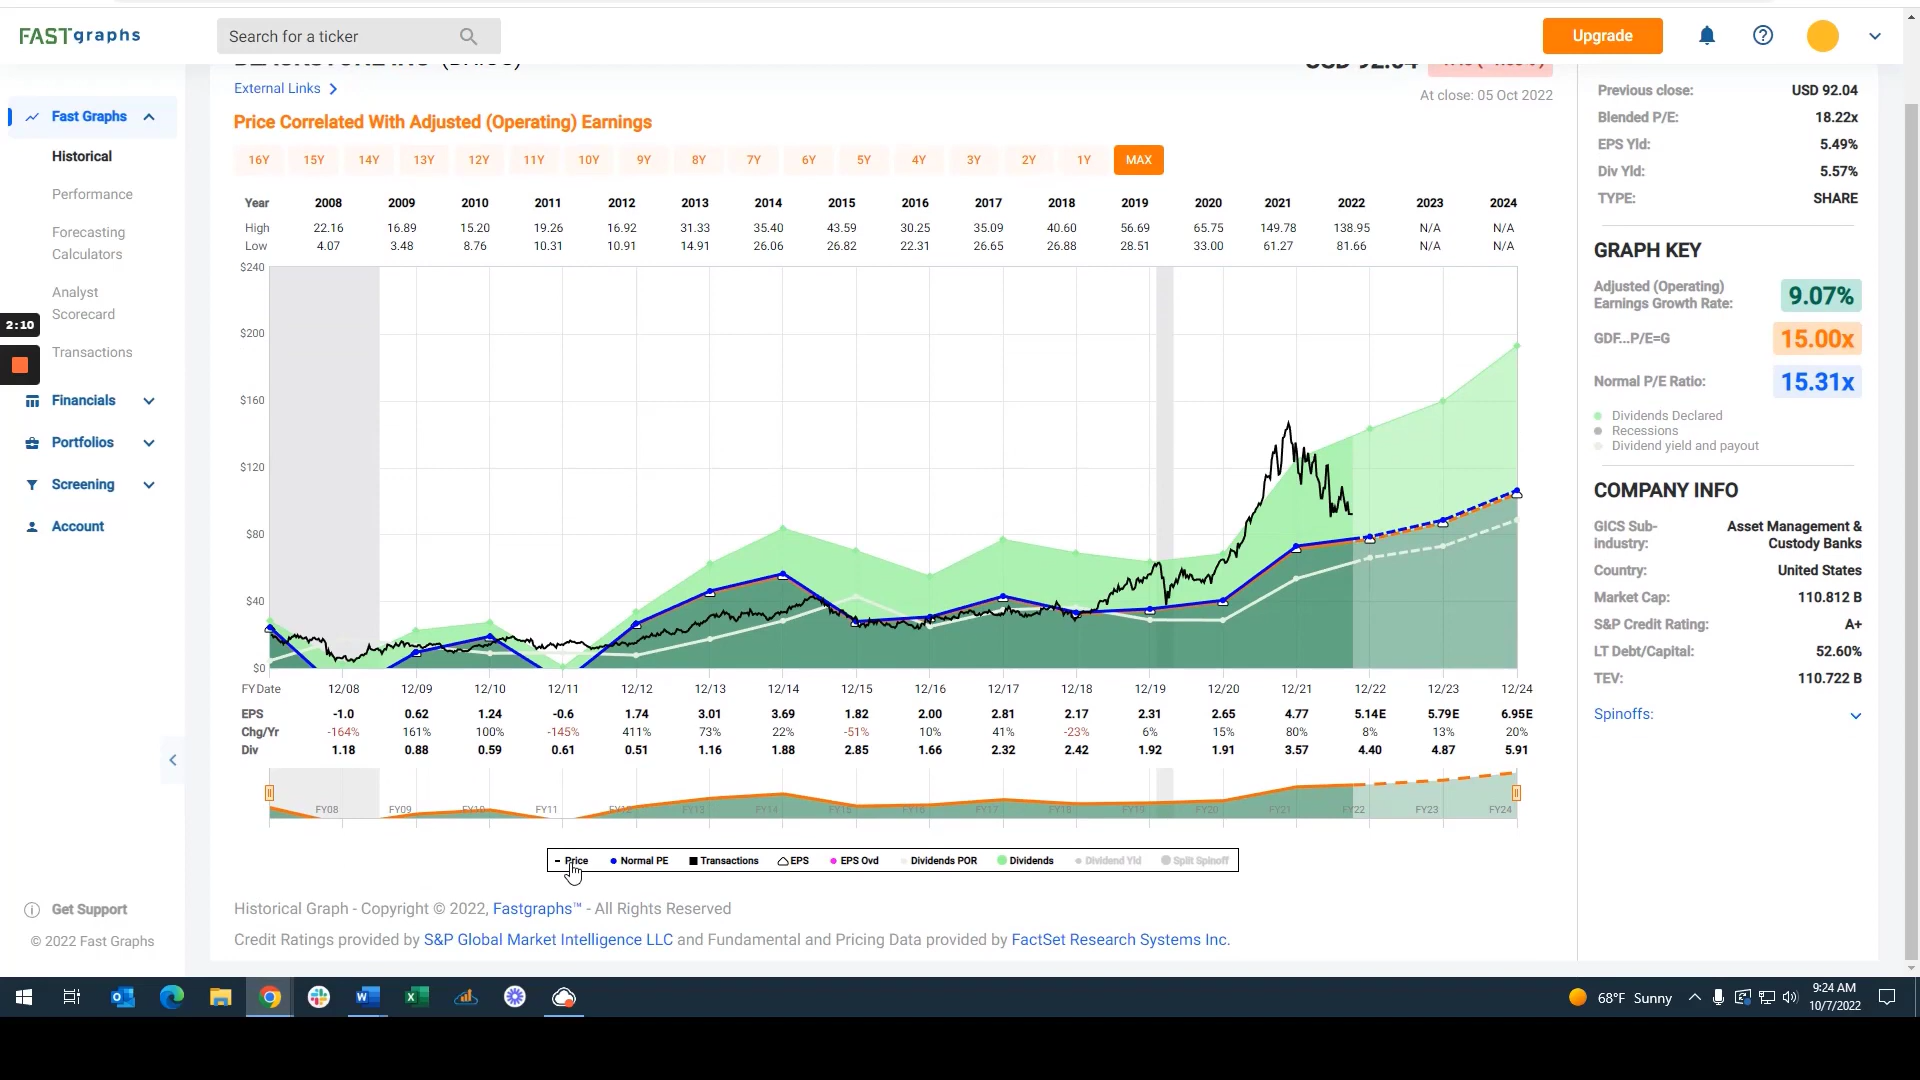 FASTgraphs
Search for a ticker
Upgrade
External Links
At close: 05 Oct 2022
Price Correlated With Adjusted (Operating) Earnings
16Y 15Y 14Y 13Y 12Y 11Y 10Y 9Y 8Y 7Y 6Y 5Y 4Y 3Y 2Y 1Y MAX
Year 2008 2009 2010 2011 2012 2013 2014 2015 2016 2017 2018 2019 2020 2021 2022 2023 2024
High 22.16 16.89 15.20 19.26 16.92 31.33 35.40 43.59 30.25 35.09 40.60 56.69 65.75 149.78 138.95 N/A N/A
Low 4.07 3.48 8.76 10.31 10.91 14.91 26.06 26.82 22.31 26.65 26.88 28.51 33.00 61.27 81.66 N/A N/A
$240
$200
$160
$120
$80
$40
$0
FYDate 12/08 12/09 12/10 12/11 12/12 12/13 12/14 12/15 12/16 12/17 12/18 12/19 12/20 12/21 12/22 12/23 12/24
EPS -1.0 0.62 1.24 -0.6 1.74 3.01 3.69 1.82 2.00 2.81 2.17 2.31 2.65 4.77 5.14E 5.79E 6.95E
Chg/Yr -164% 161% 100% -145% 411% 73% 22% -51% 10% 41% -23% 6% 15% 80% 8% 13% 20%
Div 1.18 0.88 0.59 0.61 0.51 1.16 1.88 2.85 1.66 2.32 2.42 1.92 1.91 3.57 4.40 4.87 5.91
FY08 FY09 FY10 FY11 FY12 FY13 FY14 FY15 FY16 FY17 FY18 FY19 FY20 FY21 FY22 FY23 FY24
Price Normal PE Transactions EPS EPS Ovd Dividends POR Dividends Dividend Yld Split Spinoff
Historical Graph - Copyright © 2022, Fastgraphs™ - All Rights Reserved
Credit Ratings provided by S&P Global Market Intelligence LLC and Fundamental and Pricing Data provided by FactSet Research Systems Inc.
Fast Graphs
Historical
Performance
Forecasting
Calculators
Analyst
Scorecard
2:10
Transactions
Financials
Portfolios
Screening
Account
Get Support
© 2022 Fast Graphs
Previous close: USD 92.04
Blended P/E: 18.22x
EPS Yld: 5.49%
Div Yld: 5.57%
TYPE: SHARE
GRAPH KEY
Adjusted (Operating)
Earnings Growth Rate: 9.07%
GDF...P/E=G 15.00x
Normal P/E Ratio: 15.31x
Dividends Declared
Recessions
Dividend yield and payout
COMPANY INFO
GICS Sub-
industry:
Asset Management &
Custody Banks
Country: United States
Market Cap: 110.812 B
S&P Credit Rating: A+
LT Debt/Capital: 52.60%
TEV: 110.722 B
Spinoffs:
68°F Sunny
9:24 AM
10/7/2022